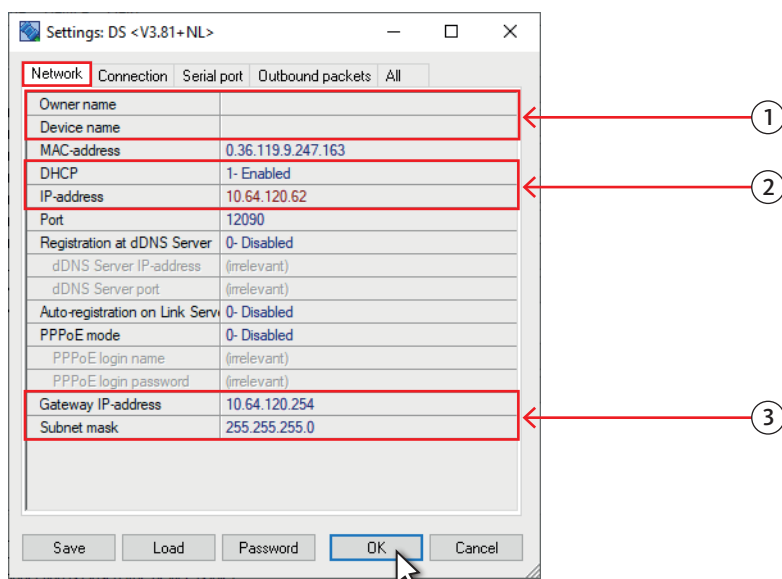 Settings: DS <V3.81+NL>
Network Connection Serial port Outbound packets All
Owner name
1
Device name
MAC-address 0.36.119.9.247.163
DHCP 1- Enabled
2
IP-address 10.64.120.62
Port 12090
Registration at dDNS Server 0- Disabled
dDNS Server IP-address (irrelevant)
dDNS Server port (irrelevant)
Auto-registration on Link Serv 0- Disabled
PPPoE mode 0- Disabled
PPPoE login name (irrelevant)
PPPoE login password (irrelevant)
Gateway IP-address 10.64.120.254
3
Subnet mask 255.255.255.0
Save Load Password OK Cancel